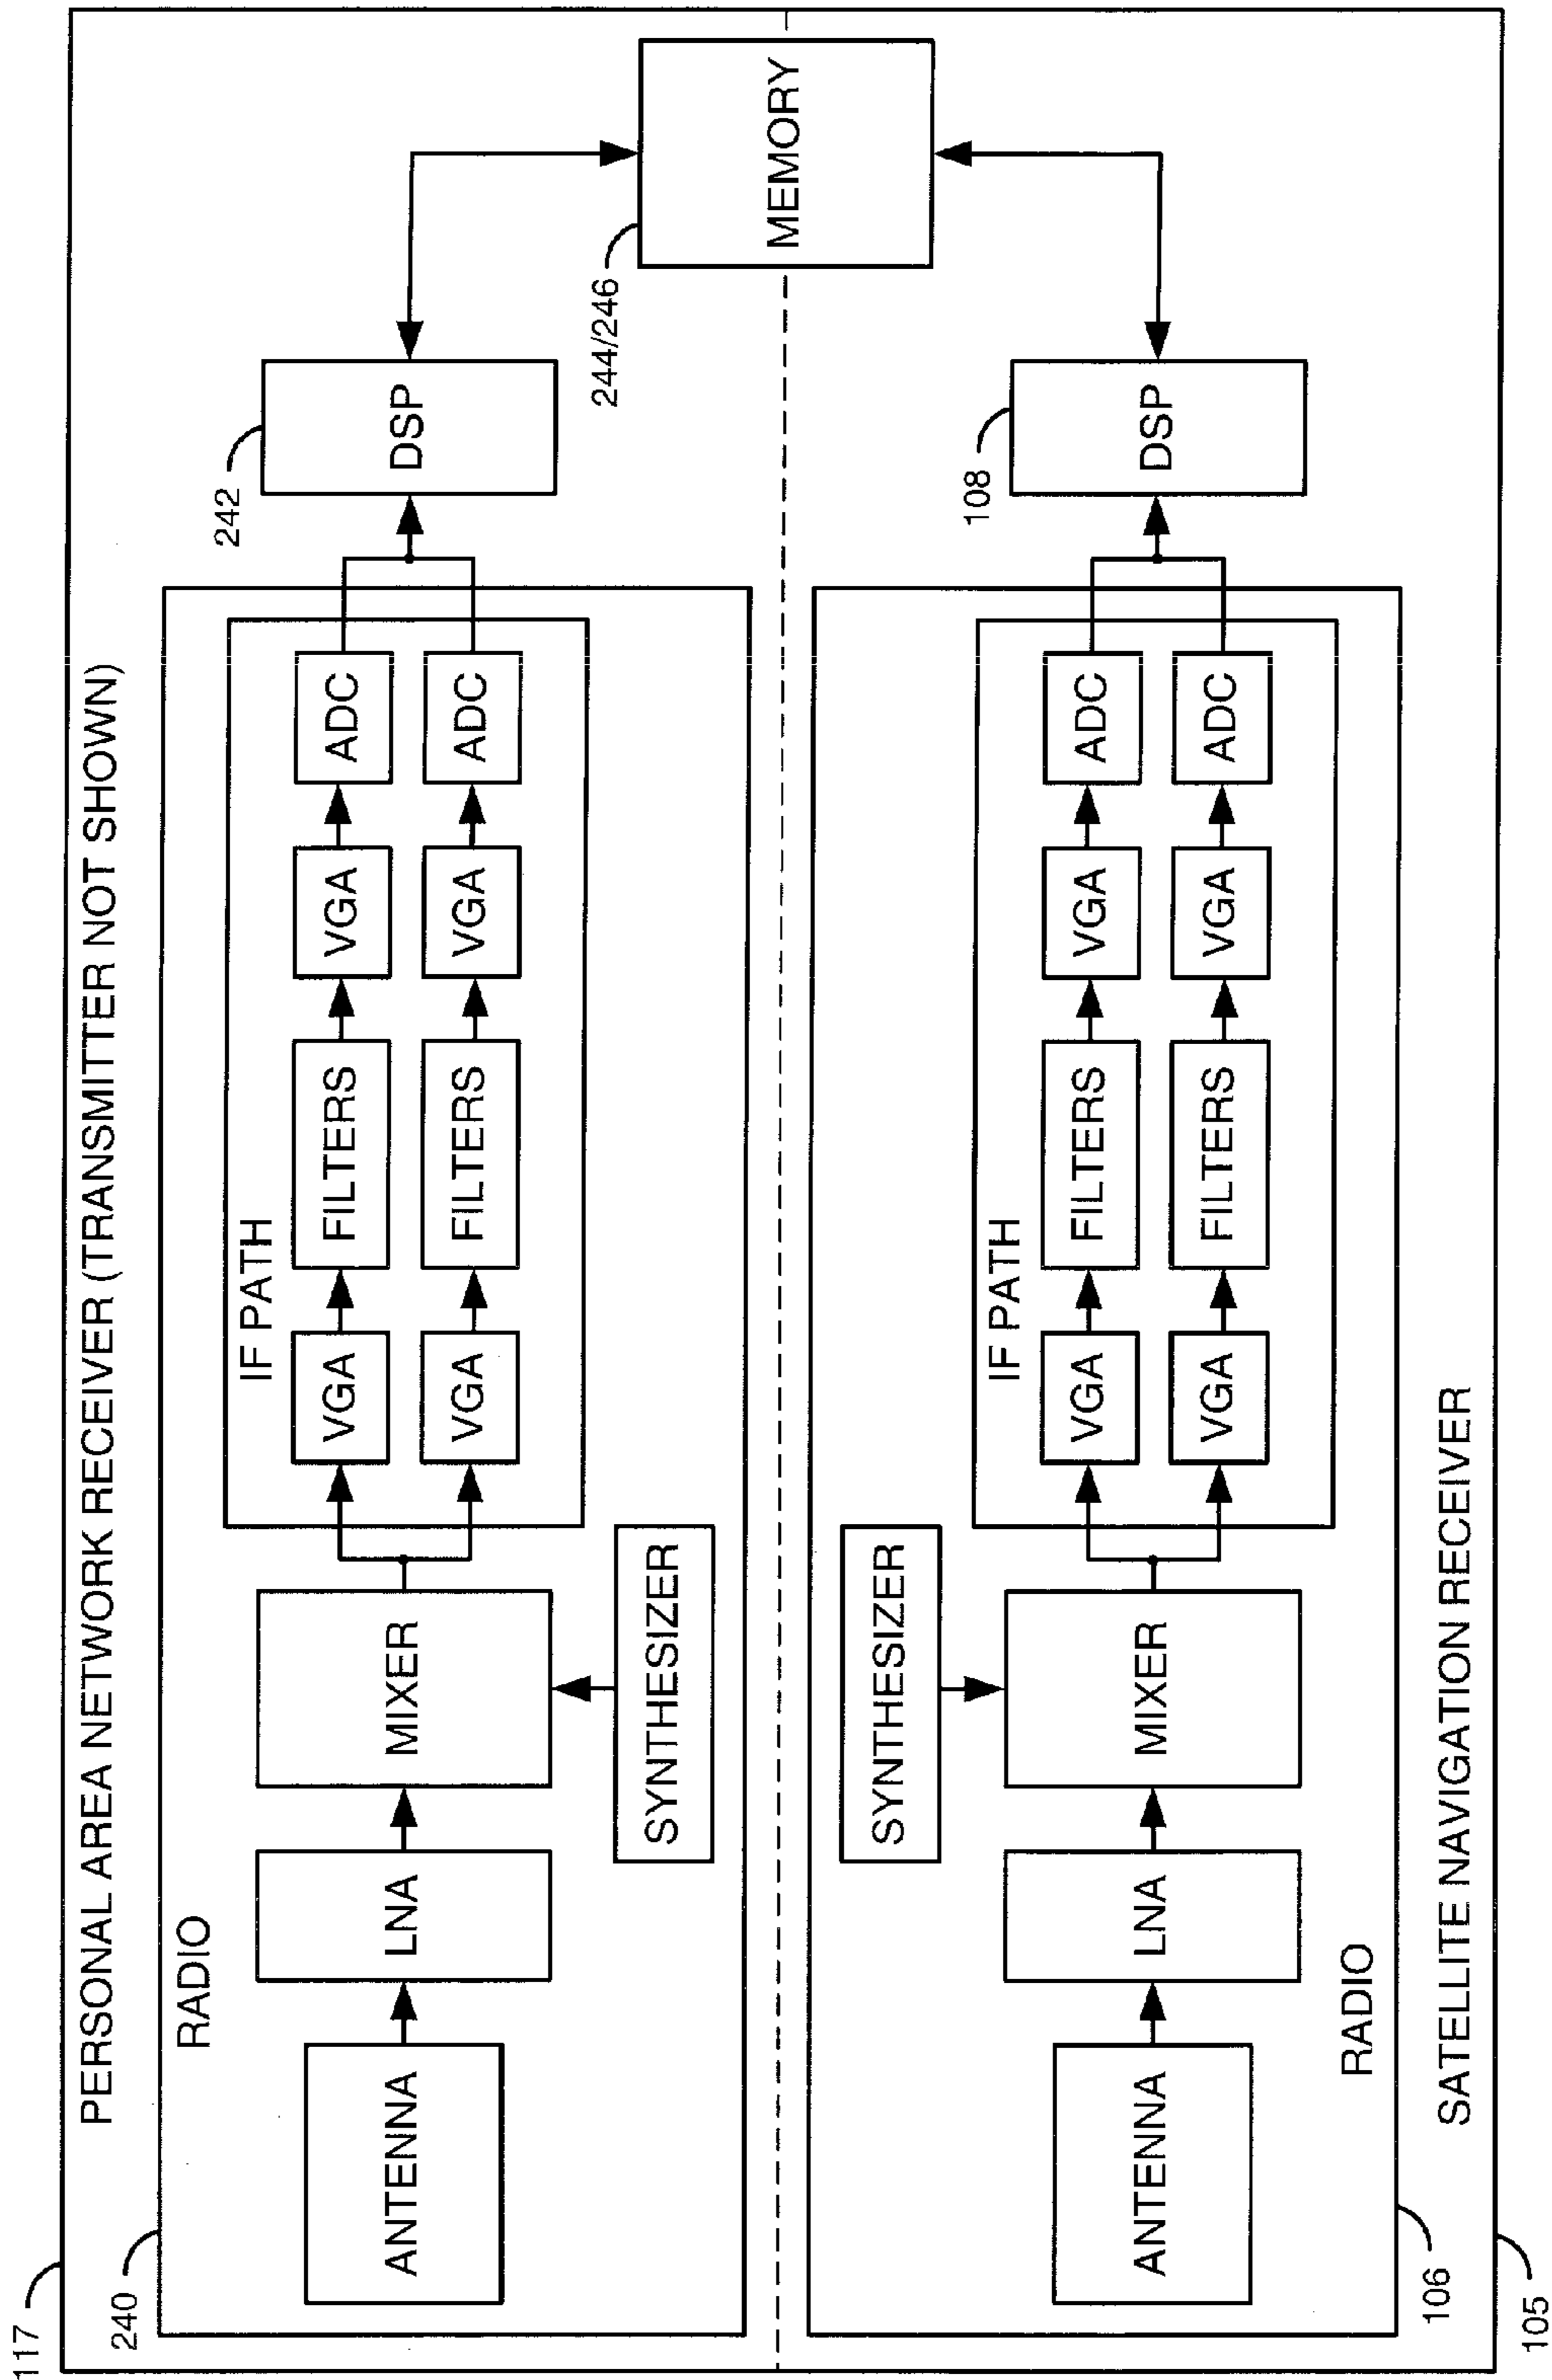 117
PERSONAL AREA NETWORK RECEIVER (TRANSMITTER NOT SHOWN)
240
RADIO
ANTENNA
LNA
MIXER
SYNTHESIZER
IF PATH
VGA
FILTERS
VGA
ADC
VGA
FILTERS
VGA
ADC
242
DSP
244/246
MEMORY
SYNTHESIZER
ANTENNA
LNA
MIXER
IF PATH
VGA
FILTERS
VGA
ADC
VGA
FILTERS
VGA
ADC
108
DSP
RADIO
106
SATELLITE NAVIGATION RECEIVER
105